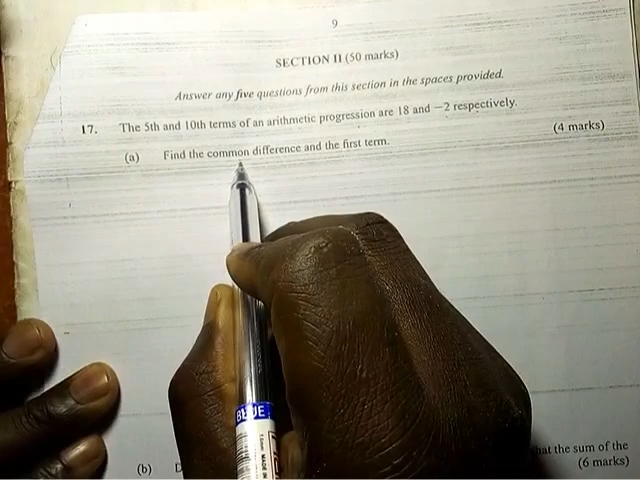 9
SECTION II (50 marks)
Answer any five questions from this section in the spaces provided.
17. The 5th and 10th terms of an arithmetic progression are 18 and −2 respectively.
(a) Find the common difference and the first term. (4 marks)
BLUE
(b) D hat the sum of the
(6 marks)